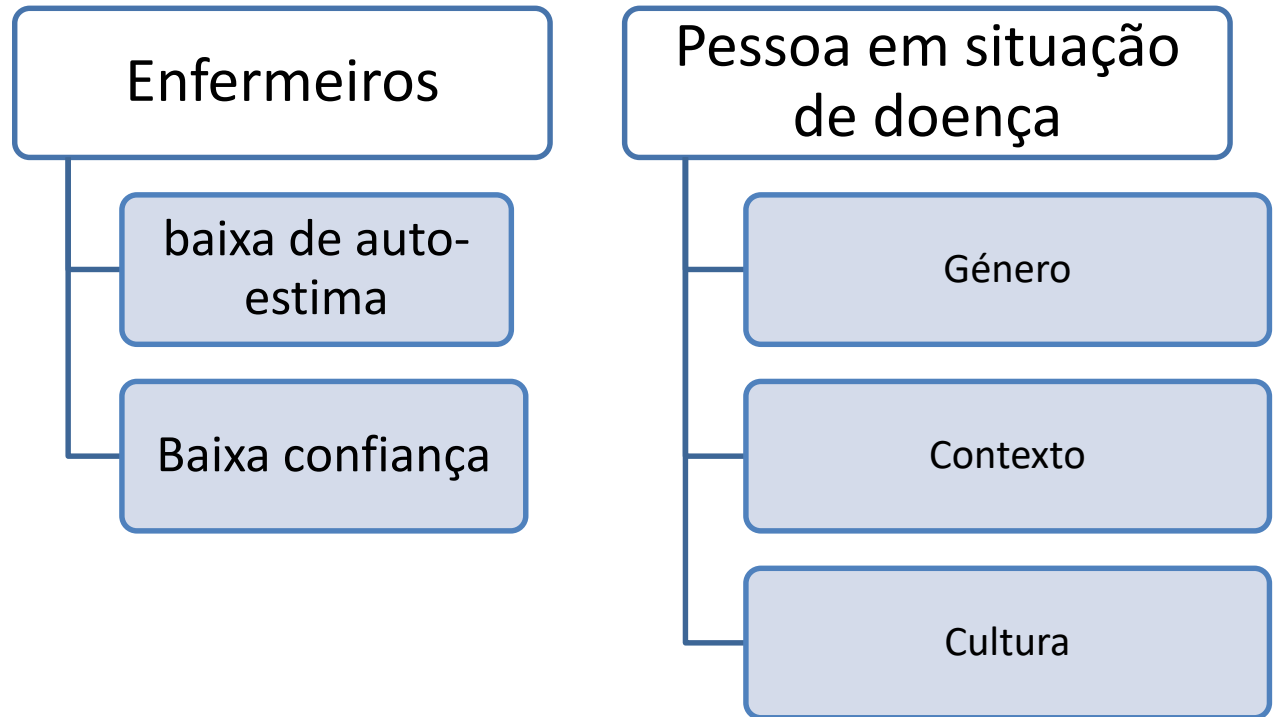 Enfermeiros
baixa de auto-
estima
Baixa confiança
Pessoa em situação
de doença
Género
Contexto
Cultura